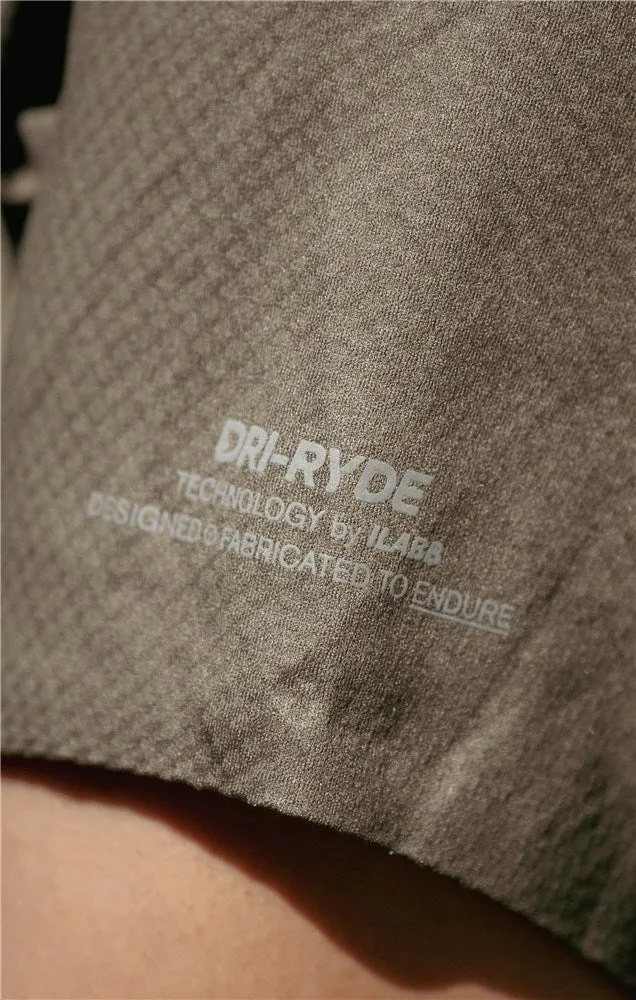 DRI-RYDE
TECHNOLOGY by ILABB
DESIGNED & FABRICATED TO ENDURE